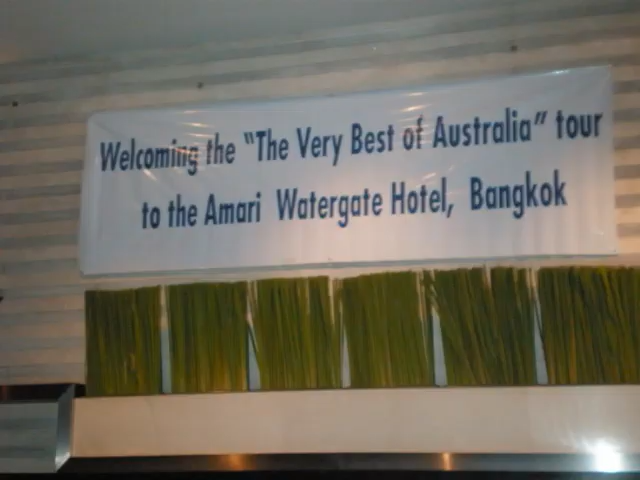 Welcoming the "The Very Best of Australia" tour
to the Amari Watergate Hotel, Bangkok